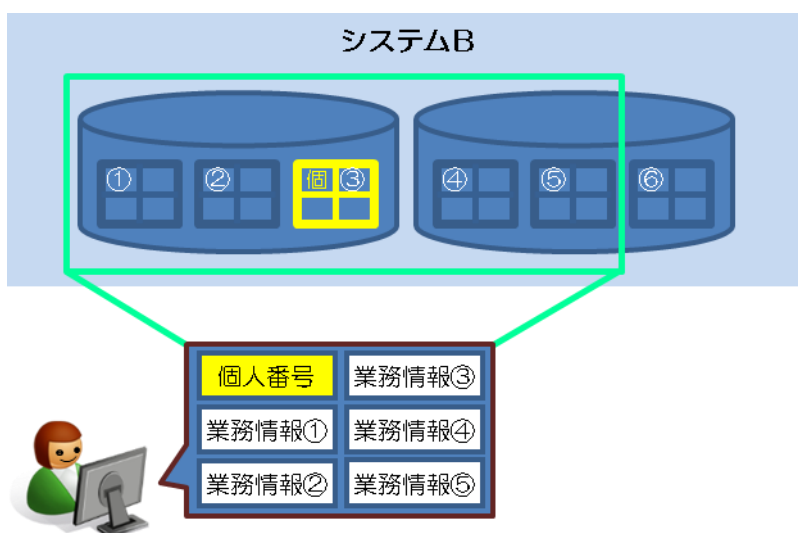 システムB
① ② 個 ③ ④ ⑤ ⑥
個人番号 業務情報③
業務情報① 業務情報④
業務情報② 業務情報⑤